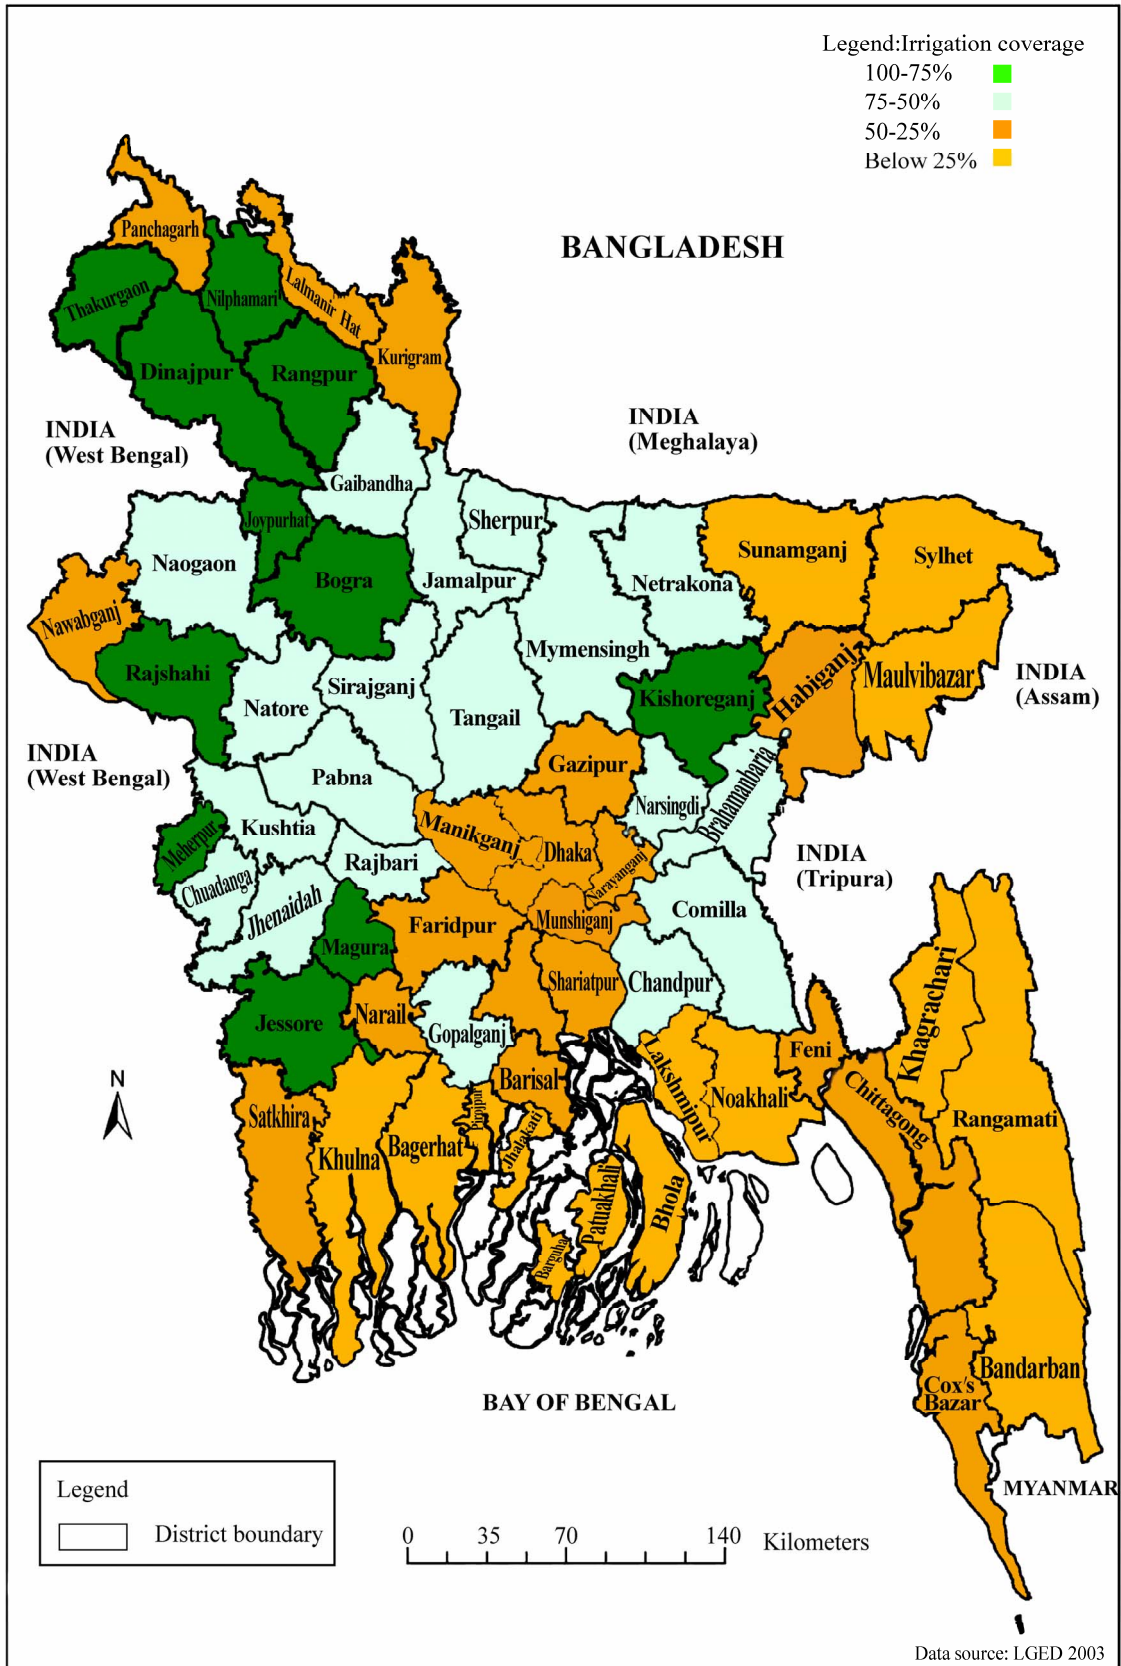 Legend:Irrigation coverage
100-75%
75-50%
50-25%
Below 25%
BANGLADESH
Panchagarh
Thakurgaon
Nilphamari
Lalmanir Hat
Kurigram
Dinajpur
Rangpur
INDIA
(West Bengal)
INDIA
(Meghalaya)
Gaibandha
Joypurhat
Sherpur
Naogaon
Bogra
Jamalpur
Netrakona
Sunamganj
Sylhet
Nawabganj
Mymensingh
Rajshahi
Sirajganj
Natore
Tangail
Kishoreganj
Habiganj
Maulvibazar
INDIA
(Assam)
INDIA
(West Bengal)
Gazipur
Pabna
Narsingdi
Brahamanbaria
Kushtia
Manikganj
Meherpur
Dhaka
Rajbari
Narayanganj
INDIA
(Tripura)
Chuadanga
Jhenaidah
Faridpur
Munshiganj
Comilla
Magura
Shariatpur
Chandpur
Khagrachari
Jessore
Narail
Gopalganj
Feni
Barisal
Lakshmipur
Noakhali
Chittagong
Rangamati
N
Satkhira
Khulna
Bagerhat
Pirojpur
Jhalakati
Patuakhali
Bhola
Barguna
Cox's
Bazar
Bandarban
BAY OF BENGAL
MYANMAR
Legend
District boundary
0 35 70 140 Kilometers
Data source: LGED 2003